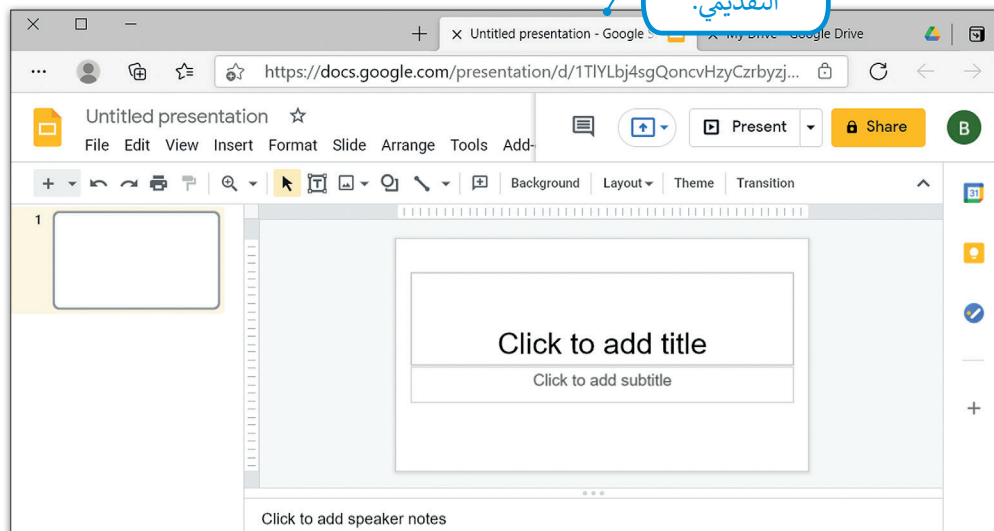 التقديمي.
Untitled presentation - Google S
My Drive - Google Drive
https://docs.google.com/presentation/d/1TlYLbj4sgQoncvHzyCzrbyzj...
Untitled presentation
File Edit View Insert Format Slide Arrange Tools Add-
Present
Share
B
Background Layout Theme Transition
31
1
Click to add title
Click to add subtitle
Click to add speaker notes